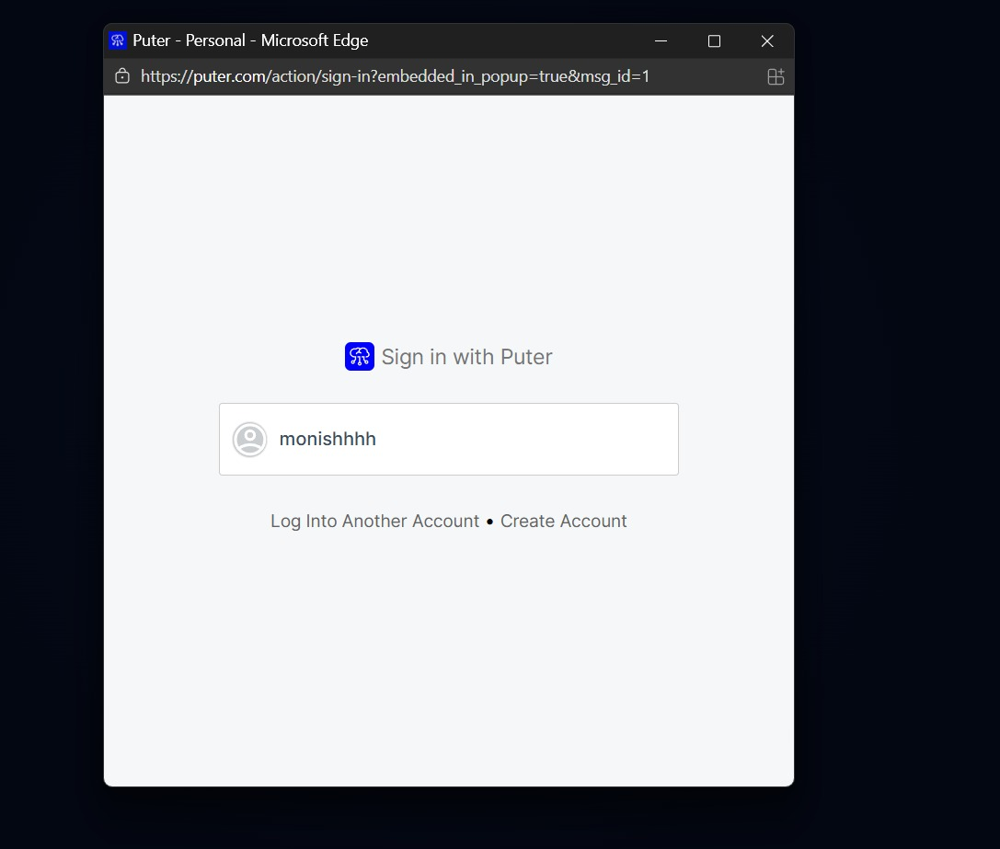 Puter - Personal - Microsoft Edge
https://puter.com/action/sign-in?embedded_in_popup=true&msg_id=1
Sign in with Puter
monishhhh
Log Into Another Account • Create Account